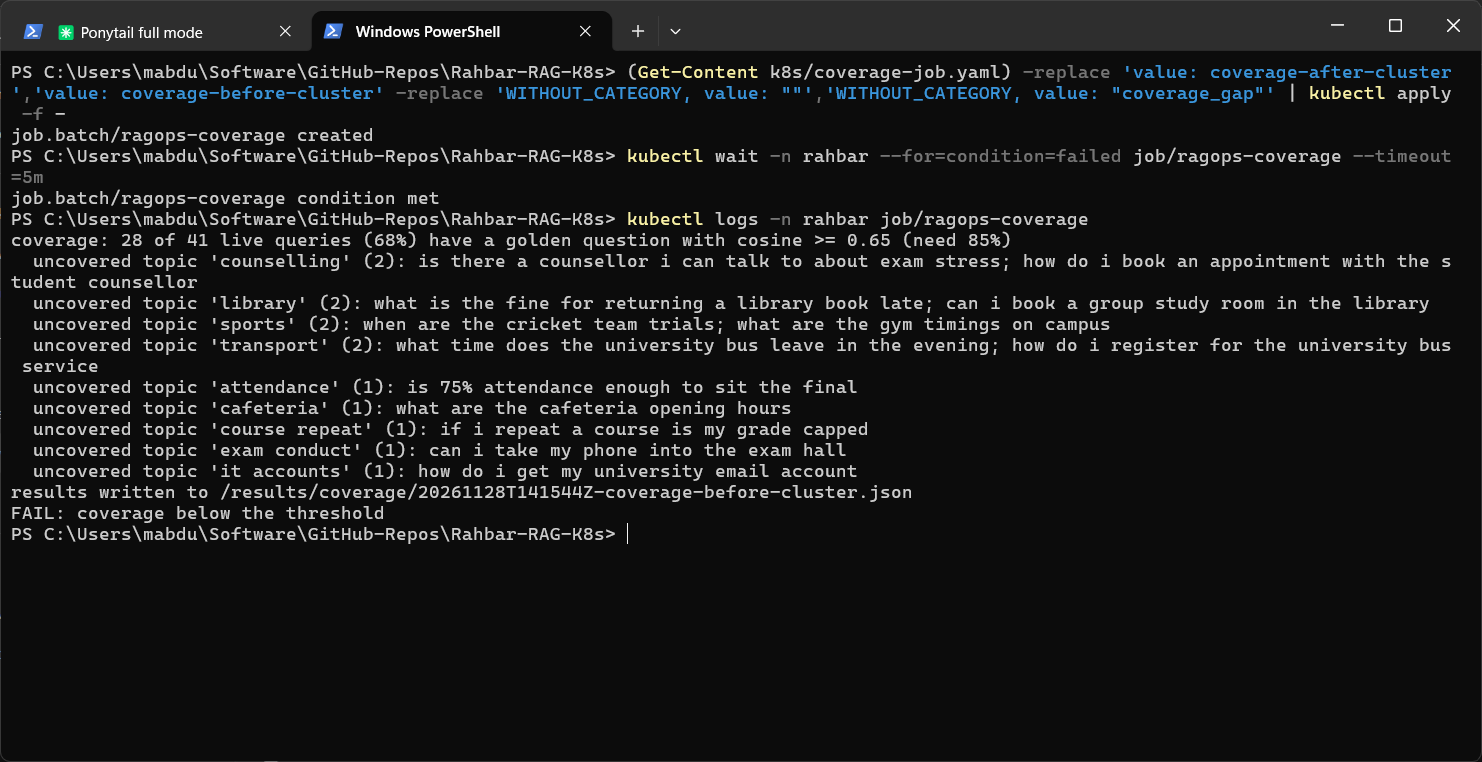 Ponytail full mode
Windows PowerShell
PS C:\Users\mabdu\Software\GitHub-Repos\Rahbar-RAG-K8s> (Get-Content k8s/coverage-job.yaml) -replace 'value: coverage-after-cluster
','value: coverage-before-cluster' -replace 'WITHOUT_CATEGORY, value: ""','WITHOUT_CATEGORY, value: "coverage_gap"' | kubectl apply
 -f -
job.batch/ragops-coverage created
PS C:\Users\mabdu\Software\GitHub-Repos\Rahbar-RAG-K8s> kubectl wait -n rahbar --for=condition=failed job/ragops-coverage --timeout
=5m
job.batch/ragops-coverage condition met
PS C:\Users\mabdu\Software\GitHub-Repos\Rahbar-RAG-K8s> kubectl logs -n rahbar job/ragops-coverage
coverage: 28 of 41 live queries (68%) have a golden question with cosine >= 0.65 (need 85%)
  uncovered topic 'counselling' (2): is there a counsellor i can talk to about exam stress; how do i book an appointment with the s
tudent counsellor
  uncovered topic 'library' (2): what is the fine for returning a library book late; can i book a group study room in the library
  uncovered topic 'sports' (2): when are the cricket team trials; what are the gym timings on campus
  uncovered topic 'transport' (2): what time does the university bus leave in the evening; how do i register for the university bus
 service
  uncovered topic 'attendance' (1): is 75% attendance enough to sit the final
  uncovered topic 'cafeteria' (1): what are the cafeteria opening hours
  uncovered topic 'course repeat' (1): if i repeat a course is my grade capped
  uncovered topic 'exam conduct' (1): can i take my phone into the exam hall
  uncovered topic 'it accounts' (1): how do i get my university email account
results written to /results/coverage/20261128T141544Z-coverage-before-cluster.json
FAIL: coverage below the threshold
PS C:\Users\mabdu\Software\GitHub-Repos\Rahbar-RAG-K8s>